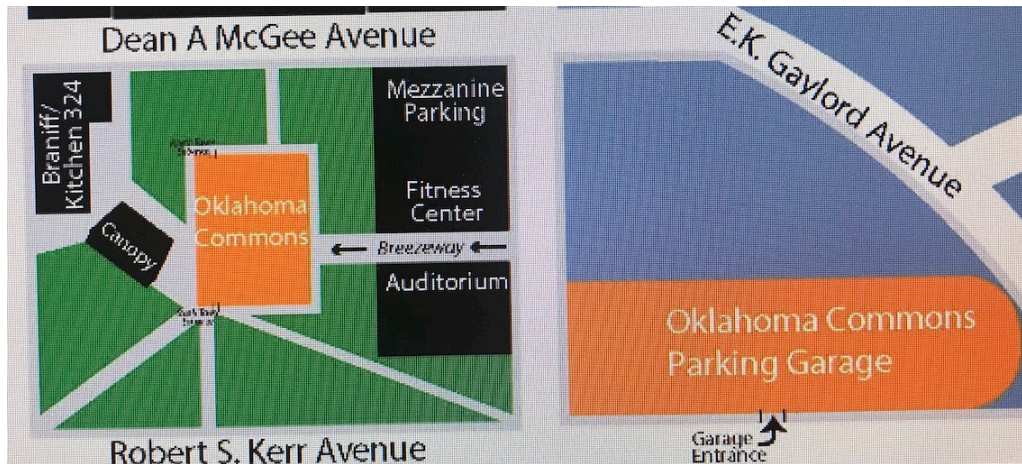 Dean A McGee Avenue
E.K. Gaylord Avenue
Braniff/
Kitchen 324
Mezzanine
Parking
Oklahoma
Commons
Fitness
Center
Canopy
Breezeway
Auditorium
Oklahoma Commons
Parking Garage
Robert S. Kerr Avenue
Garage
Entrance